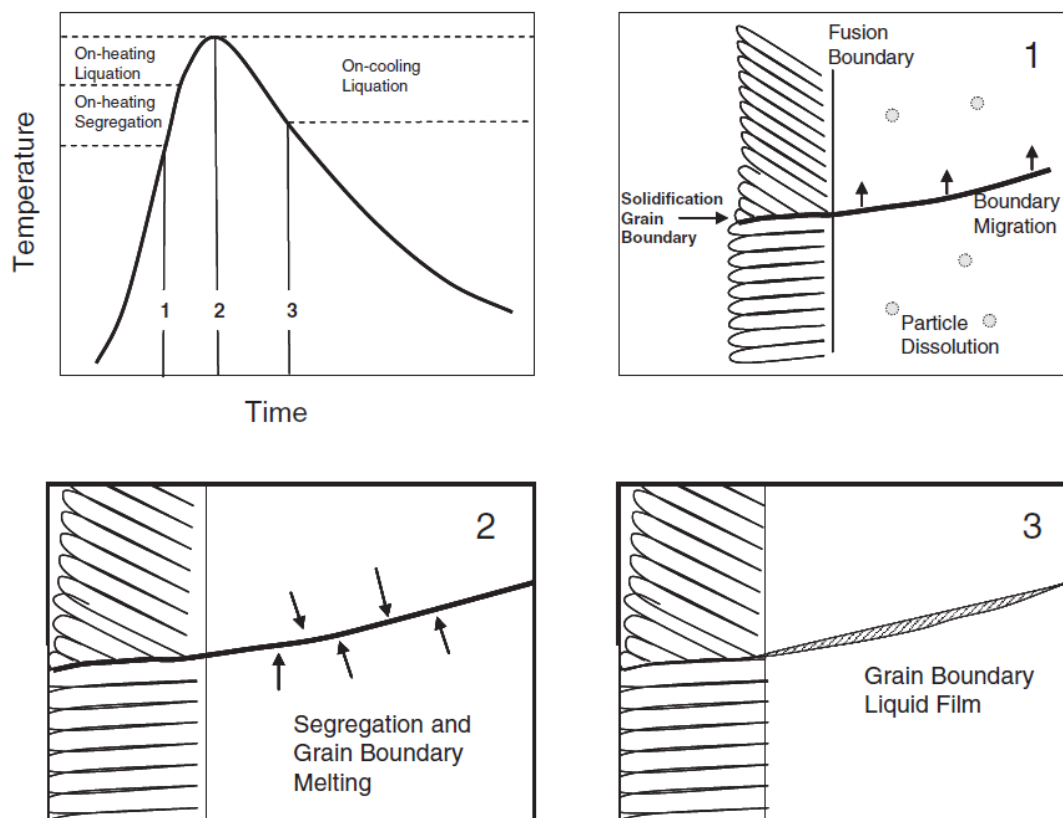 On-heating
Liquation
On-heating
Segregation
On-cooling
Liquation
Temperature
1
2
3
Time
Fusion
Boundary
1
Solidification
Grain
Boundary
Boundary
Migration
Particle
Dissolution
2
Segregation and
Grain Boundary
Melting
3
Grain Boundary
Liquid Film